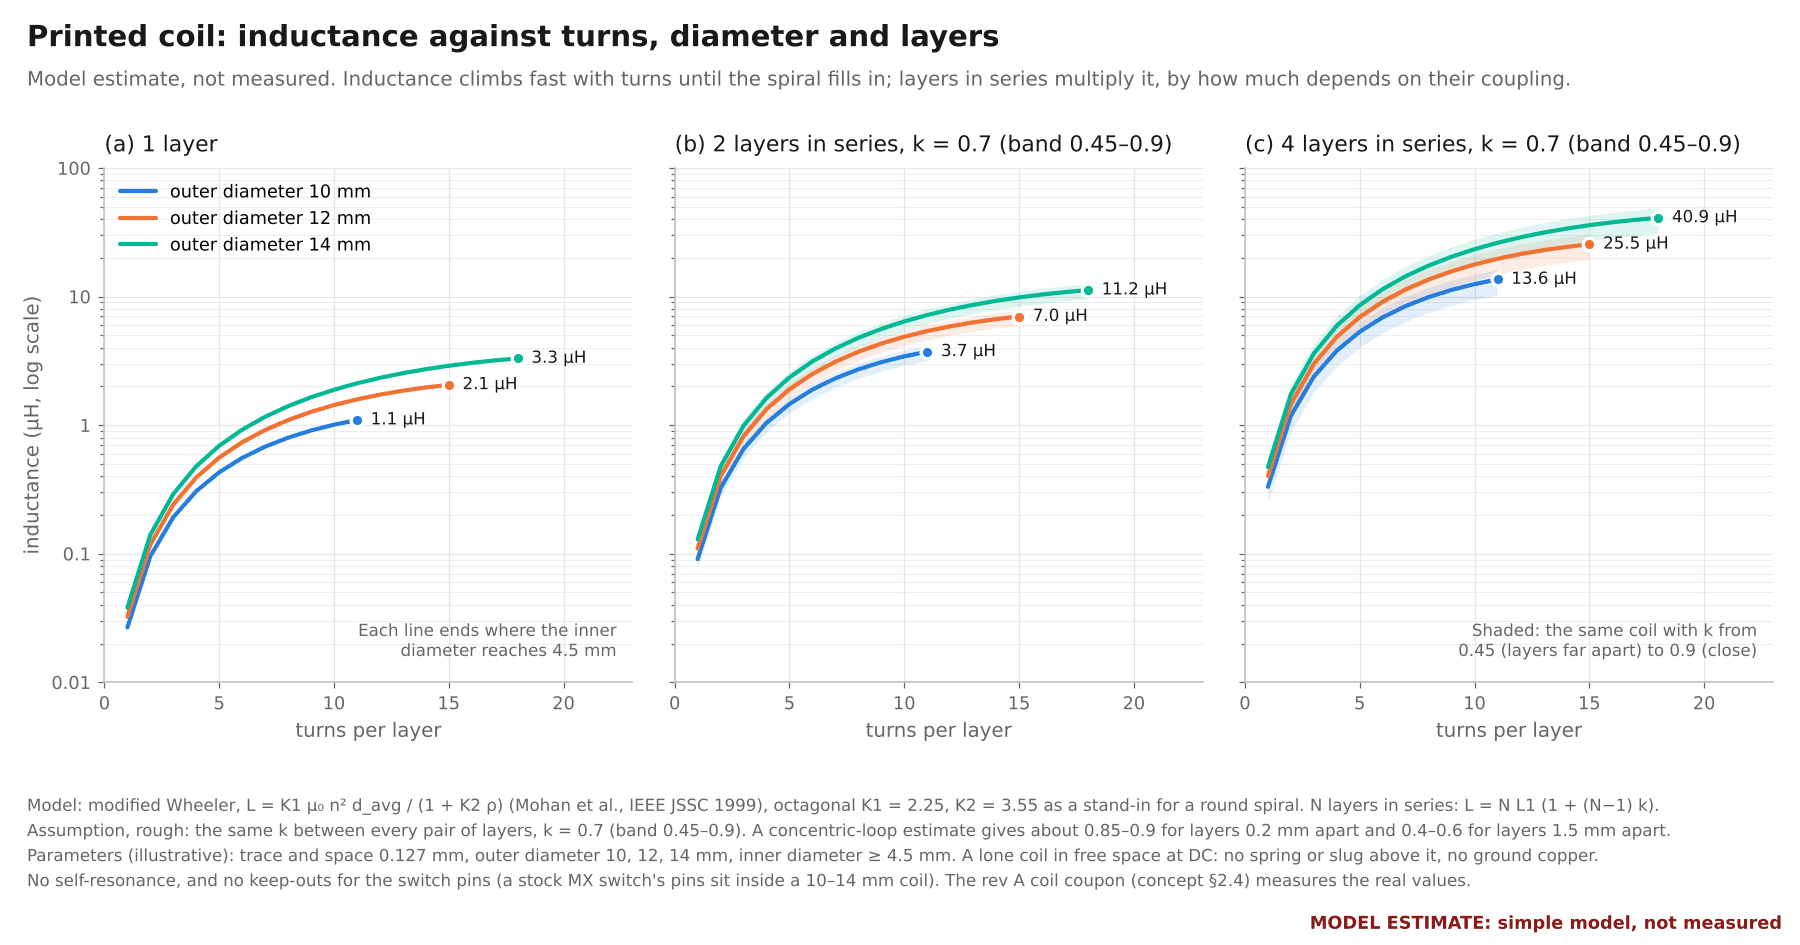 Printed coil: inductance against turns, diameter and layers
Model estimate, not measured. Inductance climbs fast with turns until the spiral fills in; layers in series multiply it, by how much depends on their coupling.
(a) 1 layer
(b) 2 layers in series, k = 0.7 (band 0.45–0.9)
(c) 4 layers in series, k = 0.7 (band 0.45–0.9)
inductance (µH, log scale)
100
10
1
0.1
0.01
outer diameter 10 mm
outer diameter 12 mm
outer diameter 14 mm
3.3 µH
2.1 µH
1.1 µH
Each line ends where the inner
diameter reaches 4.5 mm
0 5 10 15 20
turns per layer
11.2 µH
7.0 µH
3.7 µH
0 5 10 15 20
turns per layer
40.9 µH
25.5 µH
13.6 µH
Shaded: the same coil with k from
0.45 (layers far apart) to 0.9 (close)
0 5 10 15 20
turns per layer
Model: modified Wheeler, L = K1 µ₀ n² d_avg / (1 + K2 ρ) (Mohan et al., IEEE JSSC 1999), octagonal K1 = 2.25, K2 = 3.55 as a stand-in for a round spiral. N layers in series: L = N L1 (1 + (N−1) k).
Assumption, rough: the same k between every pair of layers, k = 0.7 (band 0.45–0.9). A concentric-loop estimate gives about 0.85–0.9 for layers 0.2 mm apart and 0.4–0.6 for layers 1.5 mm apart.
Parameters (illustrative): trace and space 0.127 mm, outer diameter 10, 12, 14 mm, inner diameter ≥ 4.5 mm. A lone coil in free space at DC: no spring or slug above it, no ground copper.
No self-resonance, and no keep-outs for the switch pins (a stock MX switch's pins sit inside a 10–14 mm coil). The rev A coil coupon (concept §2.4) measures the real values.
MODEL ESTIMATE: simple model, not measured